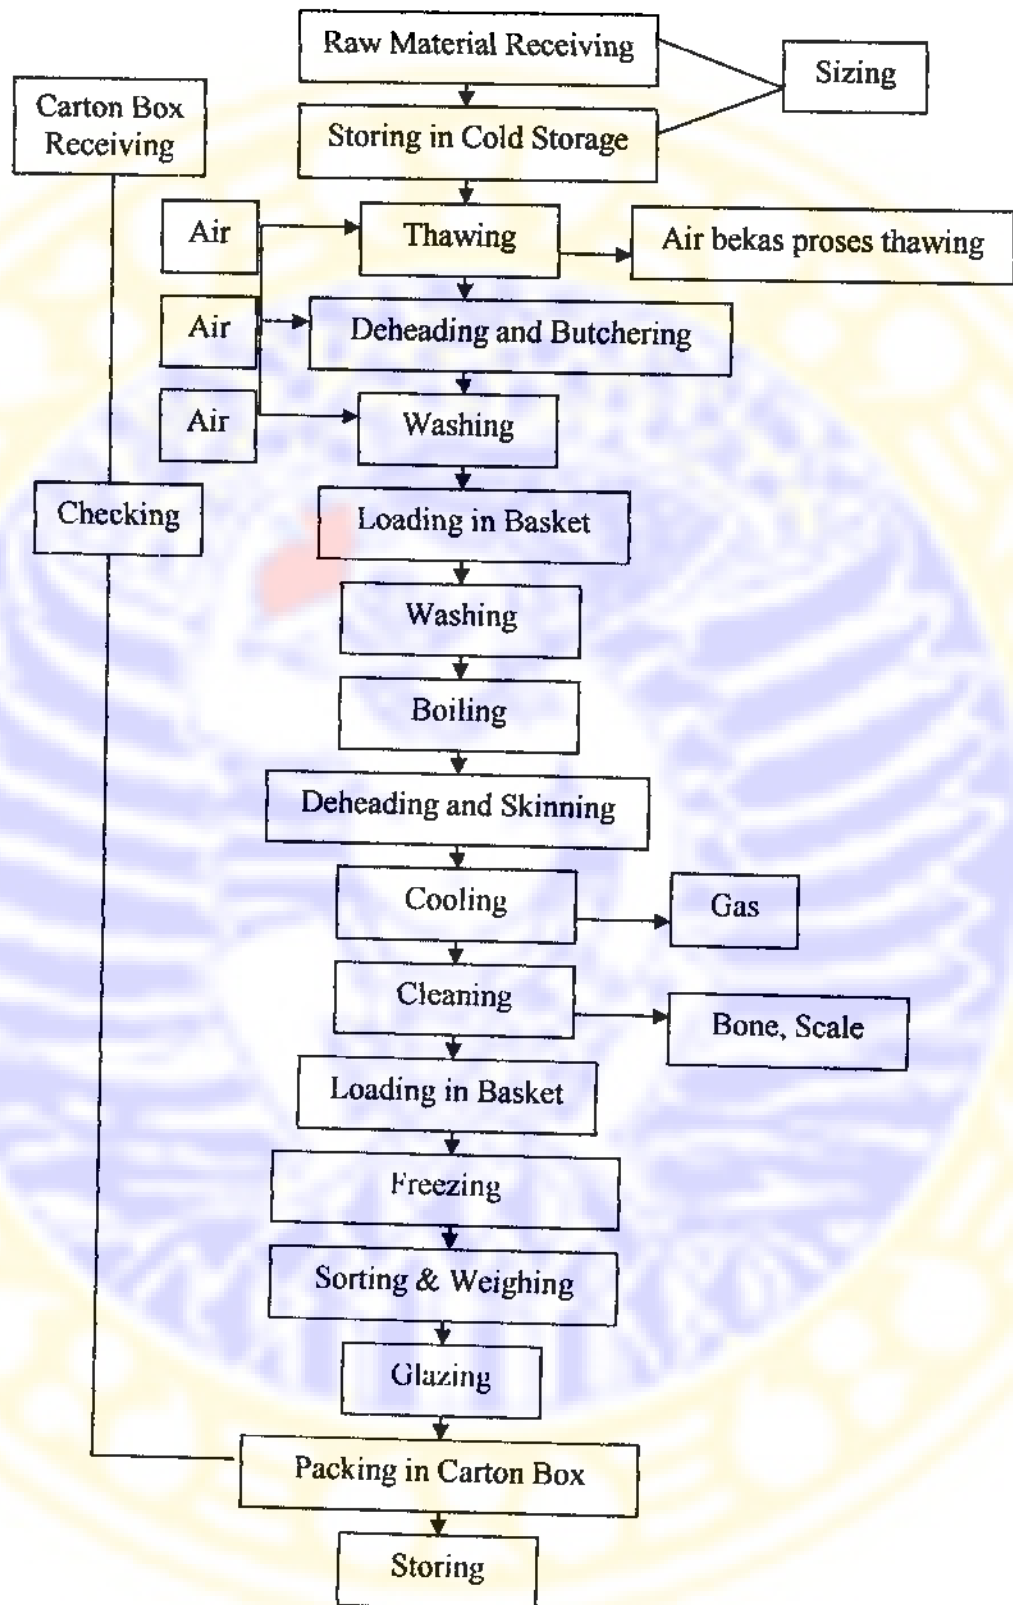 Raw Material Receiving
Sizing
Carton Box
Receiving
Storing in Cold Storage
Air
Thawing
Air bekas proses thawing
Air
Deheading and Butchering
Air
Washing
Checking
Loading in Basket
Washing
Boiling
Deheading and Skinning
Cooling
Gas
Cleaning
Bone, Scale
Loading in Basket
Freezing
Sorting & Weighing
Glazing
Packing in Carton Box
Storing